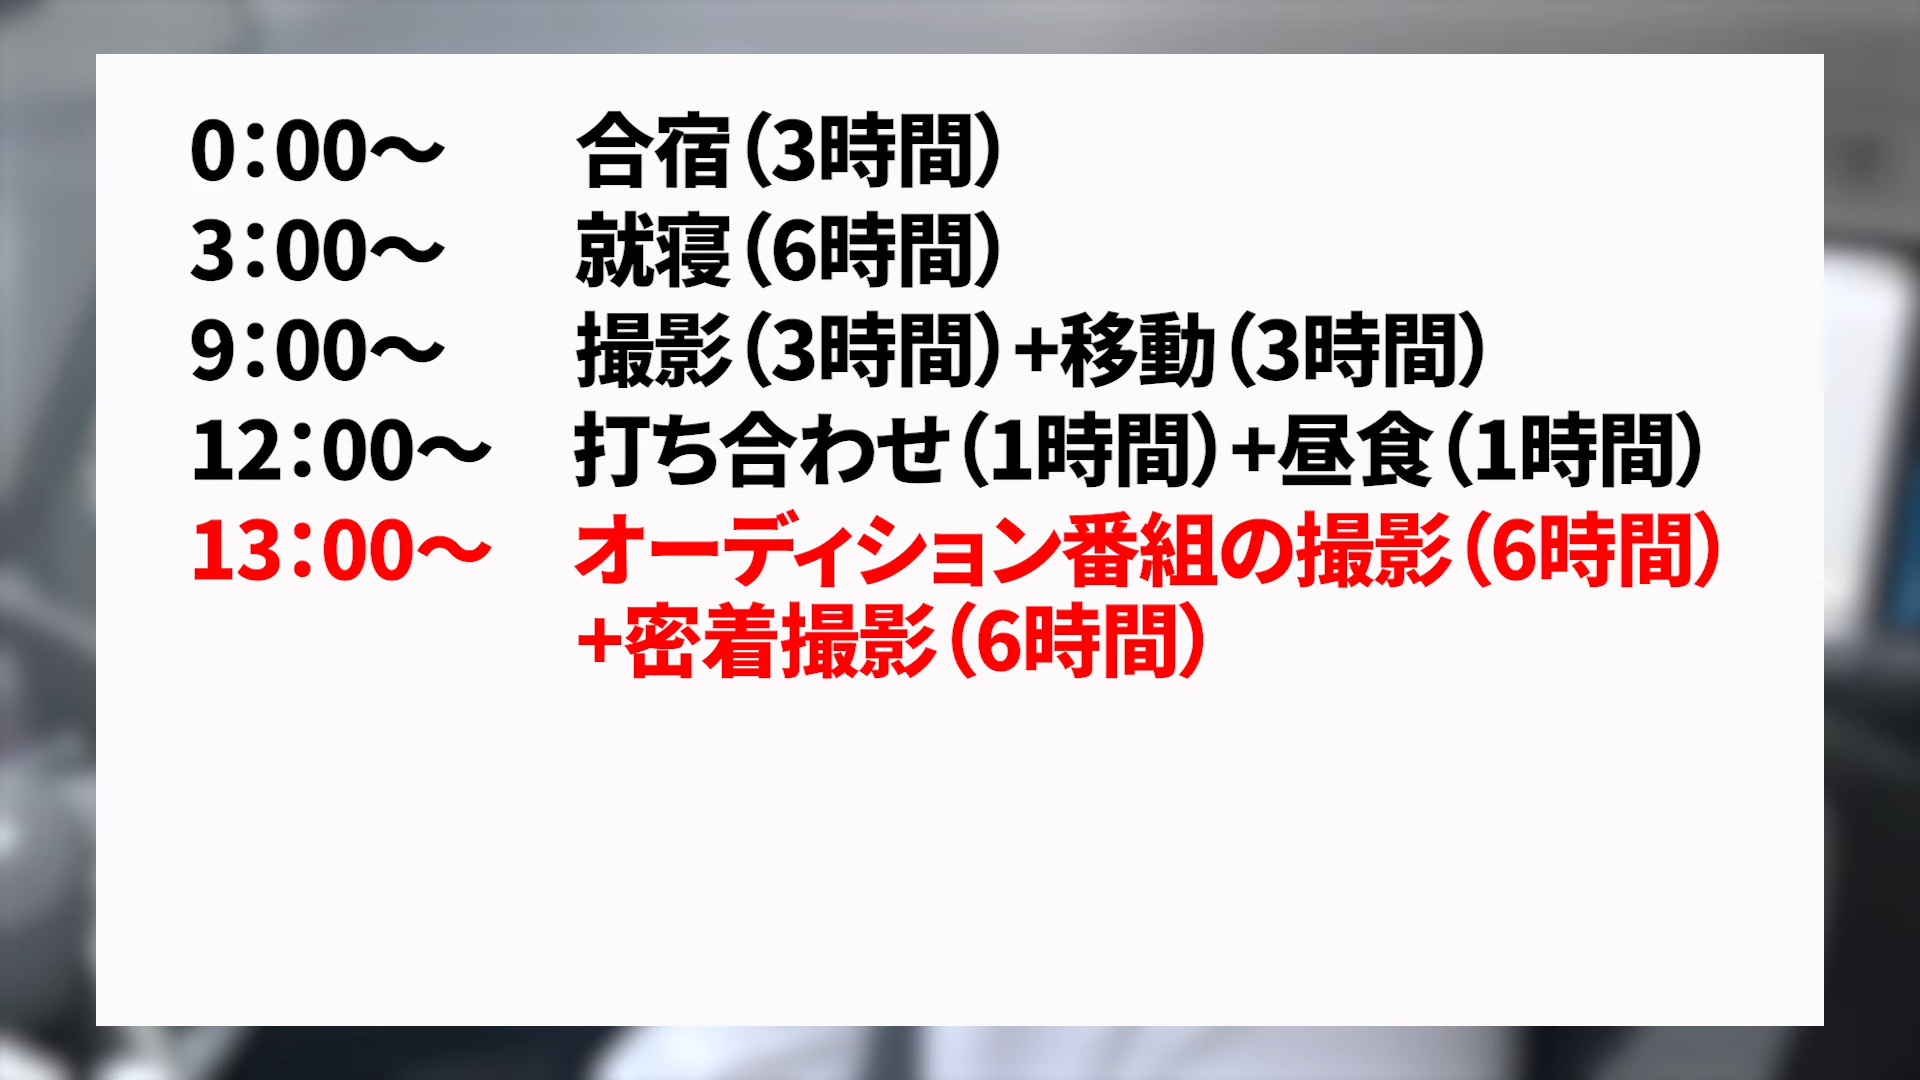 0：00～ 合宿（3時間）
3：00～ 就寝（6時間）
9：00～ 撮影（3時間）+移動（3時間）
12：00～ 打ち合わせ（1時間）+昼食（1時間）
13：00～ オーディション番組の撮影（6時間）
+密着撮影（6時間）